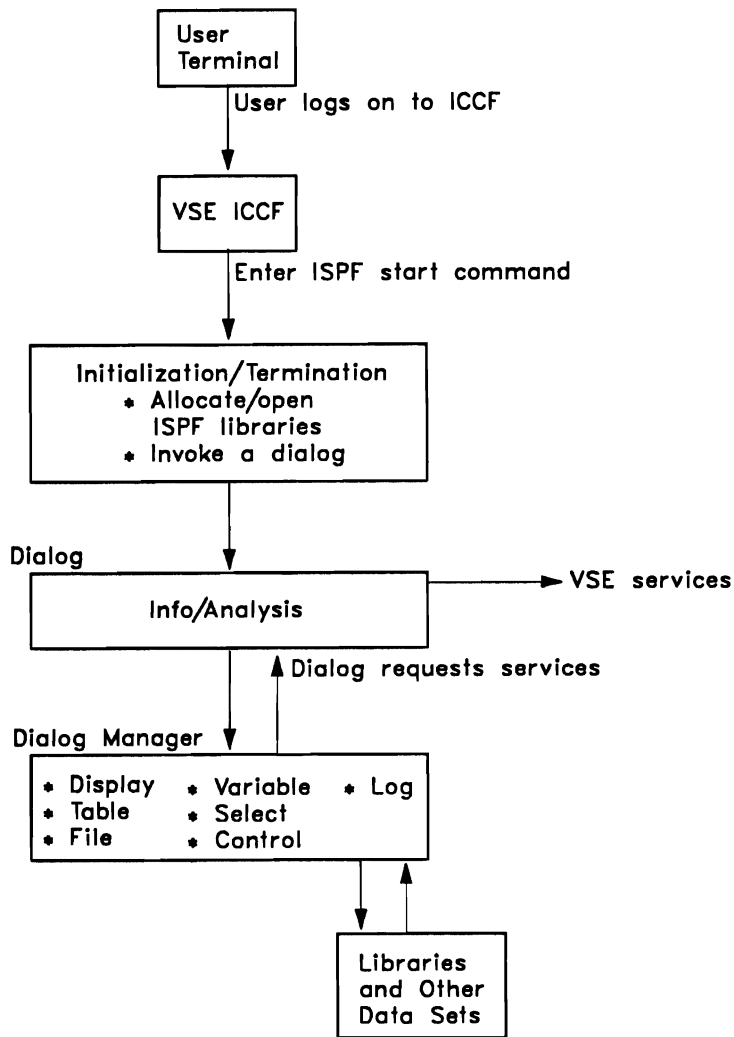 User
Terminal
User logs on to ICCF
VSE ICCF
Enter ISPF start command
Initialization/Termination
* Allocate/open
ISPF libraries
* Invoke a dialog
Dialog
Info/Analysis
VSE services
Dialog requests services
Dialog Manager
* Display * Variable * Log
* Table * Select
* File * Control
Libraries
and Other
Data Sets